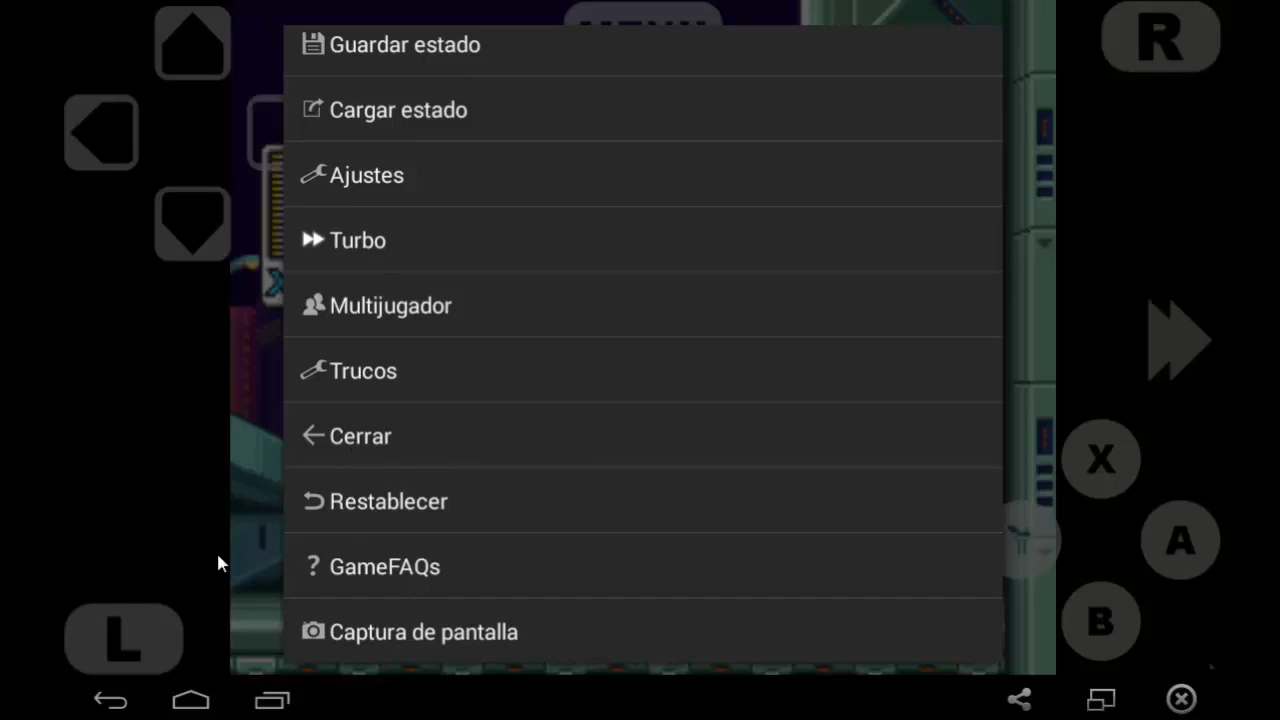 R
Guardar estado
Cargar estado
Ajustes
Turbo
Multijugador
Trucos
Cerrar
X
Restablecer
A
GameFAQs
B
Captura de pantalla
L